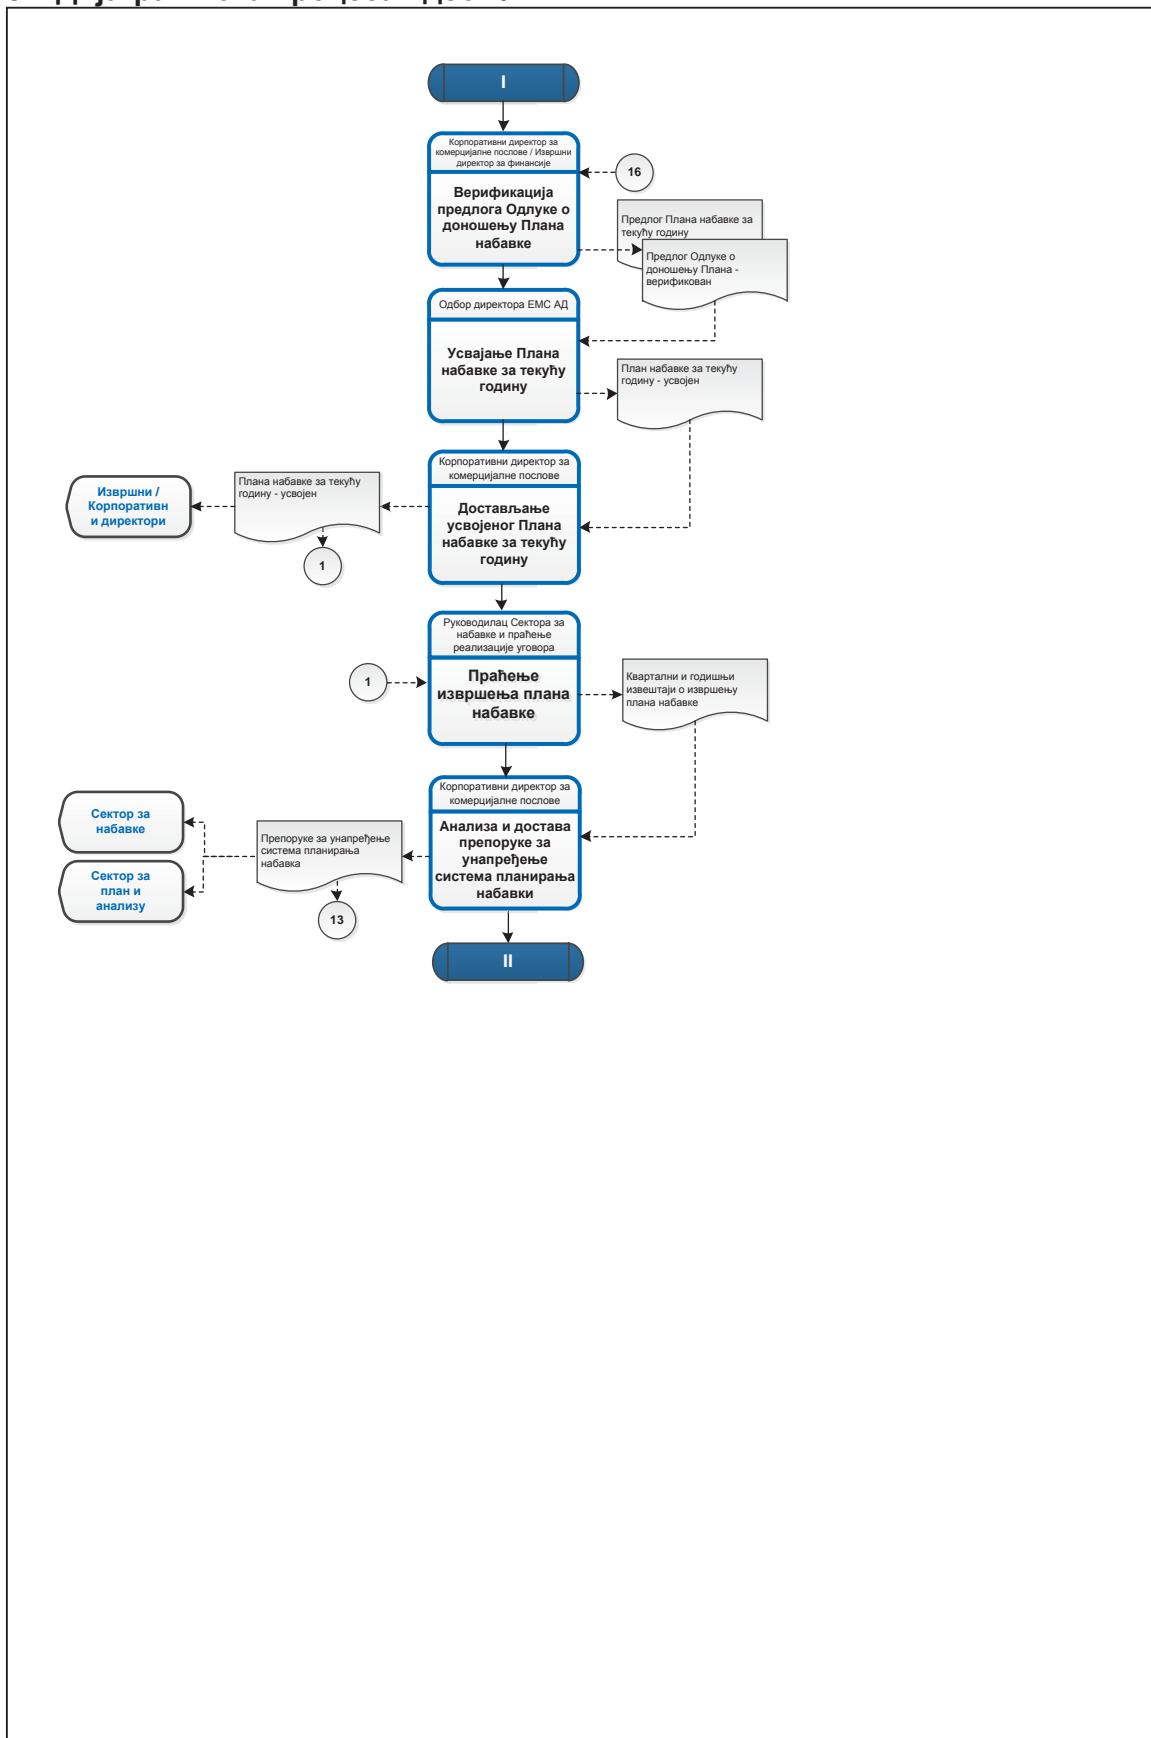 I
Корпоративни директор за
комерцијалне послове / Извршни
директор за финансије
Верификација
предлога Одлуке о
доношењу Плана
набавке
16
Предлог Плана набавке за
текућу годину
Предлог Одлуке о
доношењу Плана -
верификован
Одбор директора ЕМС АД
Усвајање Плана
набавке за текућу
годину
План набавке за текућу
годину - усвојен
Корпоративни директор за
комерцијалне послове
Достављање
усвојеног Плана
набавке за текућу
годину
Плана набавке за текућу
годину - усвојен
Извршни /
Корпоративн
и директори
1
Руководилац Сектора за
набавке и праћење
реализације уговора
Праћење
извршења плана
набавке
1
Квартални и годишњи
извештаји о извршењу
плана набавке
Корпоративни директор за
комерцијалне послове
Анализа и достава
препоруке за
унапређење
система планирања
набавки
Препоруке за унапређење
система планирања
набавка
Сектор за
набавке
Сектор за
план и
анализу
13
II